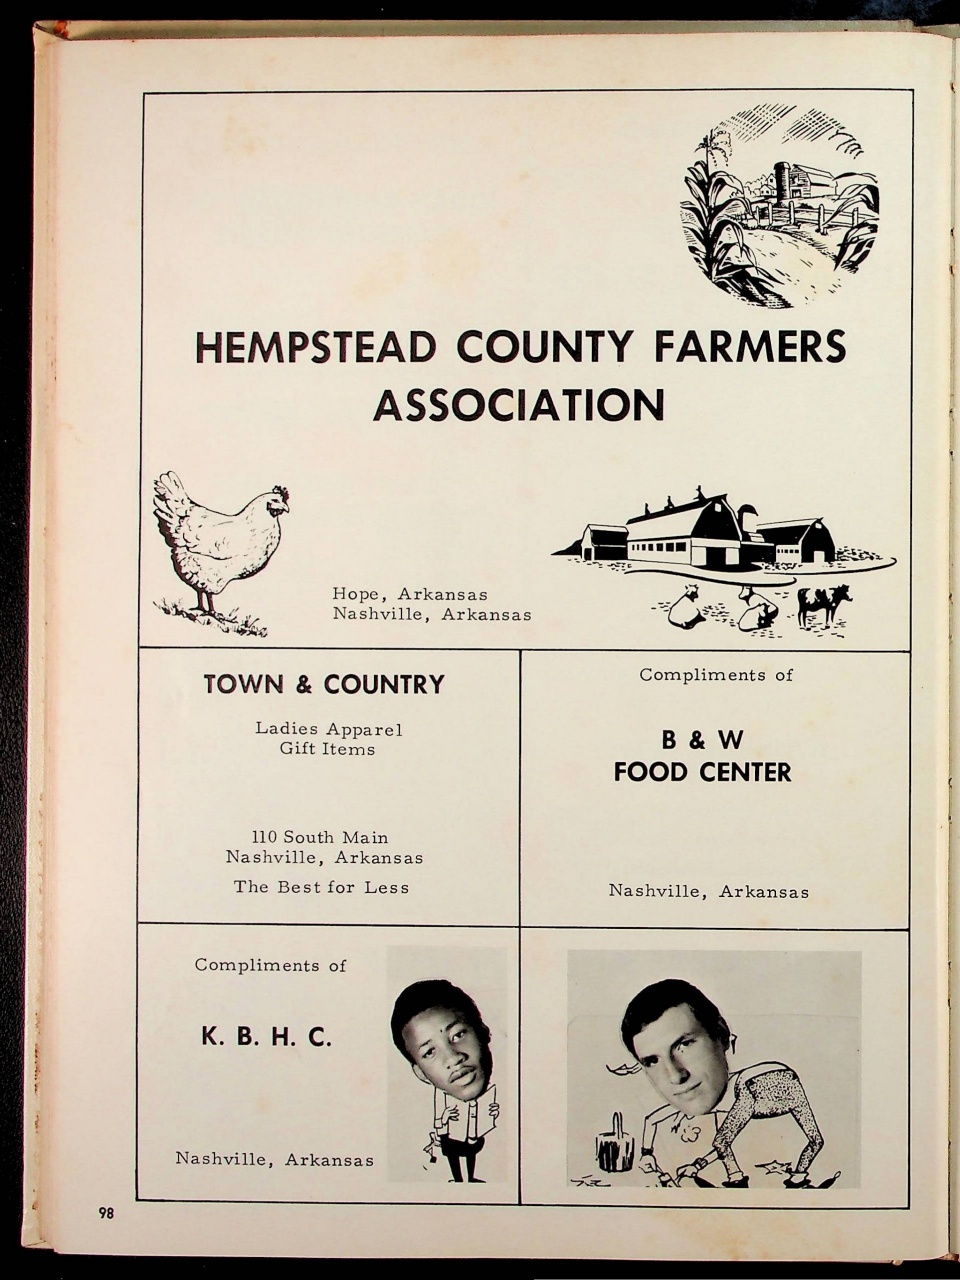 HEMPSTEAD COUNTY FARMERS
ASSOCIATION
Hope, Arkansas
Nashville, Arkansas
TOWN & COUNTRY
Ladies Apparel
Gift Items
110 South Main
Nashville, Arkansas
The Best for Less
Compliments of
B & W
FOOD CENTER
Nashville, Arkansas
Compliments of
K. B. H. C.
Nashville, Arkansas
98